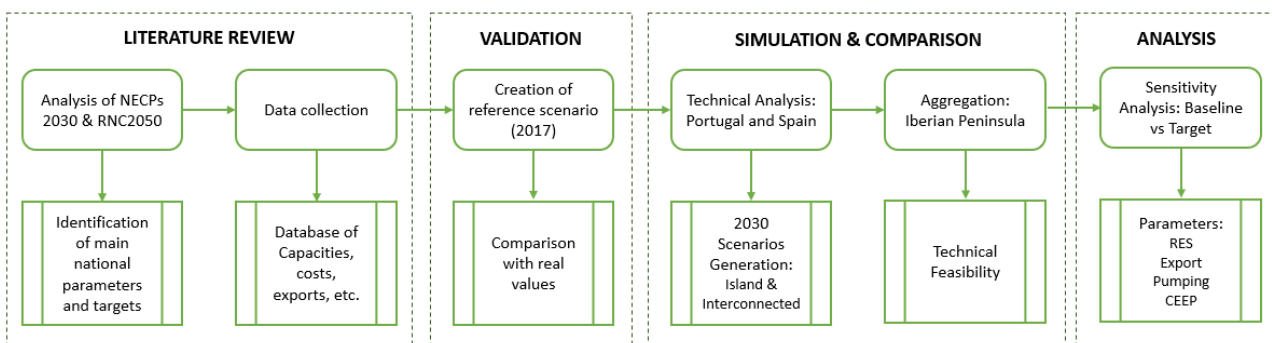 LITERATURE REVIEW
Analysis of NECPs
2030 & RNC2050
Data collection
Identification
of main
national
parameters
and targets
Database of
Capacities,
costs,
exports, etc.
VALIDATION
Creation of
reference scenario
(2017)
Comparison
with real
values
SIMULATION & COMPARISON
Technical Analysis:
Portugal and Spain
Aggregation:
Iberian Peninsula
2030
Scenarios
Generation:
Island &
Interconnected
Technical
Feasibility
ANALYSIS
Sensitivity
Analysis: Baseline
vs Target
Parameters:
RES
Export
Pumping
CEEP